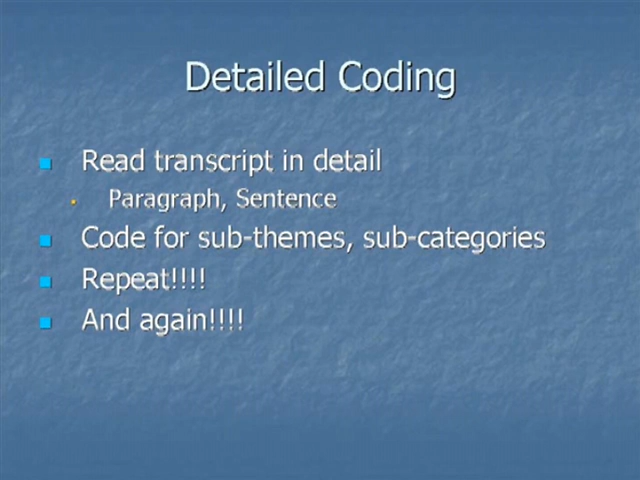 Detailed Coding
Read transcript in detail
Paragraph, Sentence
Code for sub-themes, sub-categories
Repeat!!!!
And again!!!!